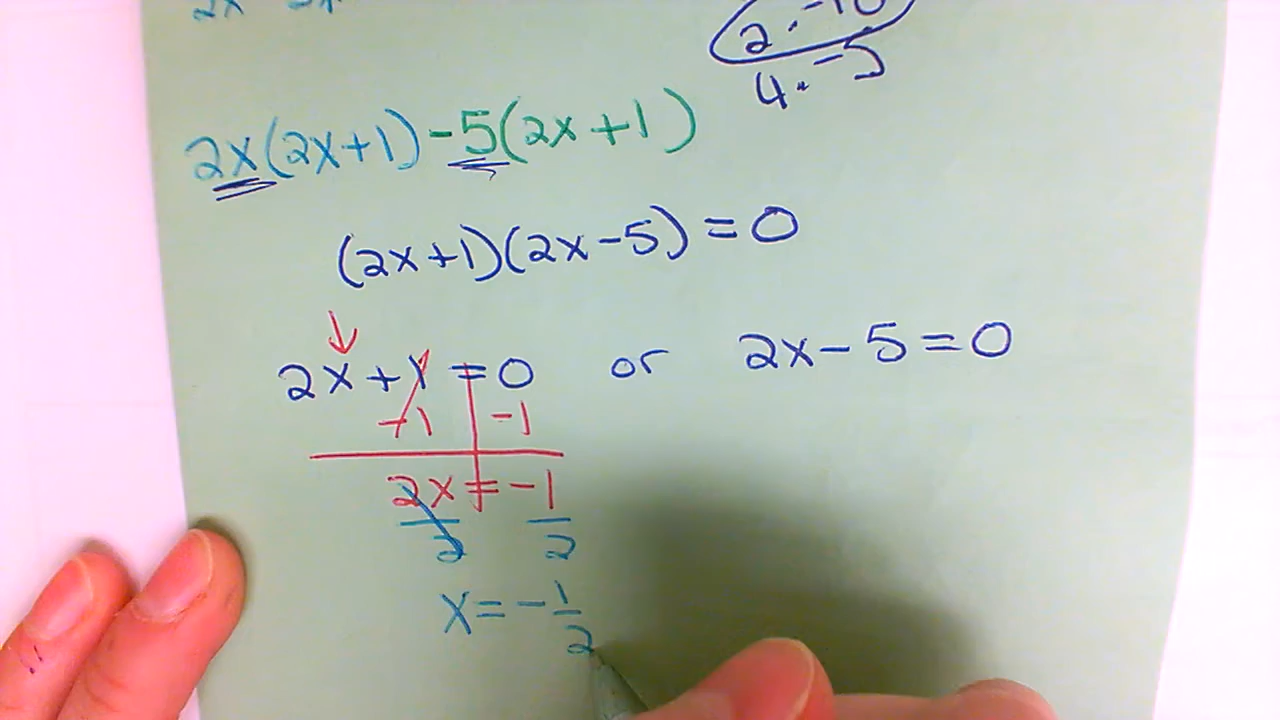 2 · -10
4 · -5
2x(2x+1) -5(2x+1)
(2x+1)(2x-5) = 0
2x+1 = 0 or 2x-5 = 0
-1 -1
2x = -1
2 2
x = -1/2